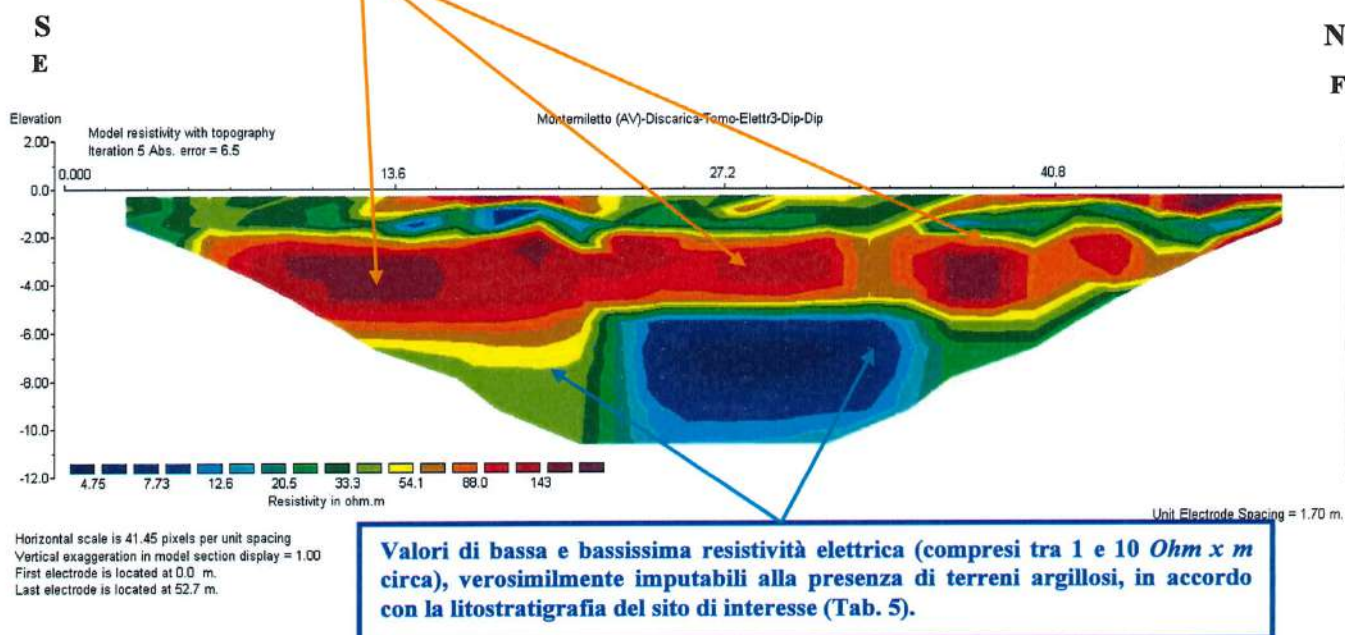 S
E
N
F
Elevation
Montemiletto (AV)-Discarica-Tomo-Elettr3-Dip-Dip
Model resistivity with topography
Iteration 5 Abs. error = 6.5
2.00
0.000 13.6 27.2 40.8
0.0
-2.00
-4.00
-6.00
-8.00
-10.0
-12.0
4.75 7.73 12.6 20.5 33.3 54.1 88.0 143
Resistivity in ohm.m
Unit Electrode Spacing = 1.70 m.
Horizontal scale is 41.45 pixels per unit spacing
Vertical exaggeration in model section display = 1.00
First electrode is located at 0.0 m.
Last electrode is located at 52.7 m.
Valori di bassa e bassissima resistività elettrica (compresi tra 1 e 10 Ohm x m
circa), verosimilmente imputabili alla presenza di terreni argillosi, in accordo
con la litostratigrafia del sito di interesse (Tab. 5).